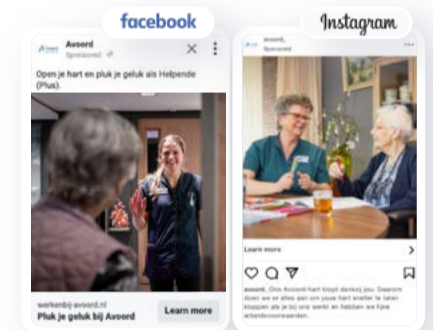 facebook
Avoord
Sponsored
Open je hart en pluk je geluk als Helpende
(Plus).
werkenbij-avoord.nl
Pluk je geluk bij Avoord
Learn more
Instagram
avoord_
Sponsored
Learn more
avoord_ Ons Avoord-hart klopt dankzij jou. Daarom
doen we er alles aan om jouw hart sneller te laten
kloppen als je bij ons werkt en hebben we fijne
arbeidsvoorwaarden.